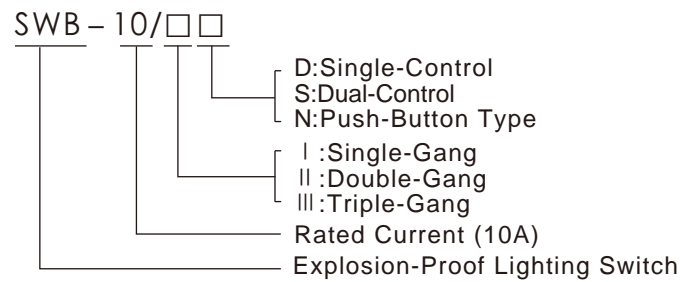 SWB – 10/□□
D:Single-Control
S:Dual-Control
N:Push-Button Type
Ⅰ:Single-Gang
Ⅱ:Double-Gang
Ⅲ:Triple-Gang
Rated Current (10A)
Explosion-Proof Lighting Switch